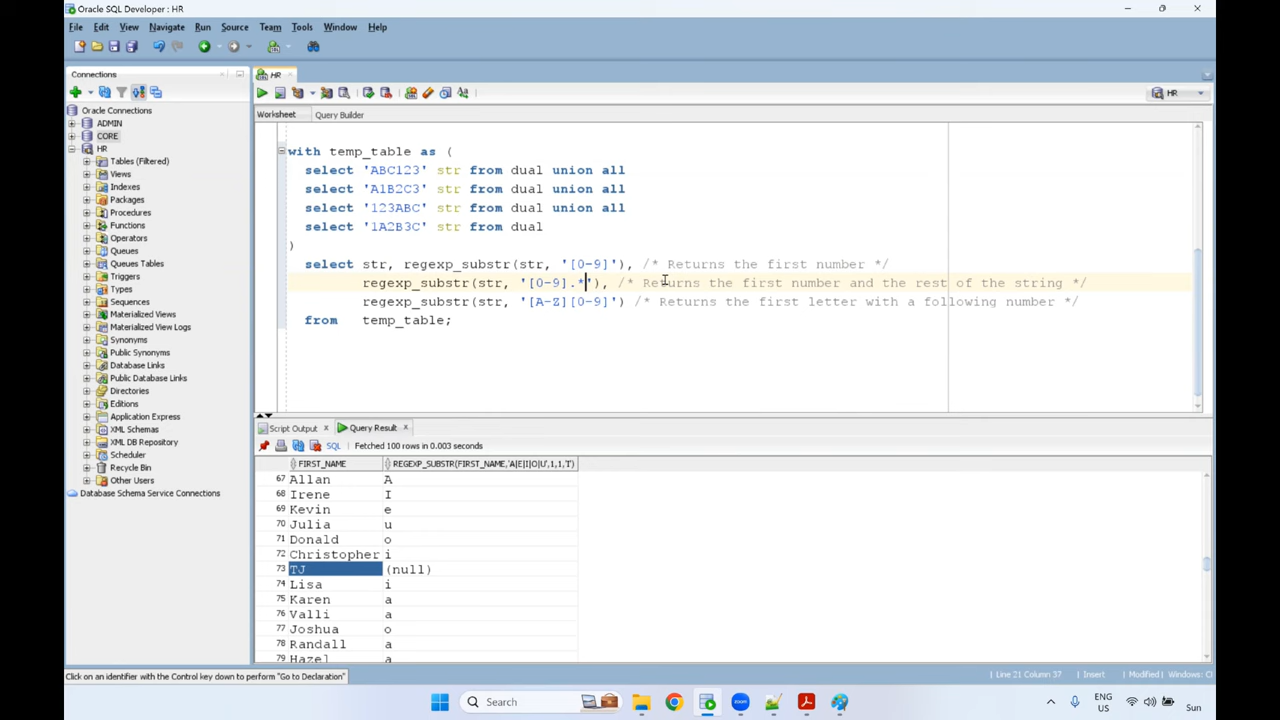 Oracle SQL Developer : HR
File Edit View Navigate Run Source Team Tools Window Help
Connections
HR
HR
Worksheet Query Builder
Oracle Connections
ADMIN
CORE
HR
Tables (Filtered)
Views
Indexes
Packages
Procedures
Functions
Operators
Queues
Queues Tables
Triggers
Types
Sequences
Materialized Views
Materialized View Logs
Synonyms
Public Synonyms
Database Links
Public Database Links
Directories
Editions
Application Express
XML Schemas
XML DB Repository
Scheduler
Recycle Bin
Other Users
Database Schema Service Connections
with temp_table as (
select 'ABC123' str from dual union all
select 'A1B2C3' str from dual union all
select '123ABC' str from dual union all
select '1A2B3C' str from dual
)
select str, regexp_substr(str, '[0-9]'), /* Returns the first number */
regexp_substr(str, '[0-9].*'), /* Returns the first number and the rest of the string */
regexp_substr(str, '[A-Z][0-9]') /* Returns the first letter with a following number */
from temp_table;
Script Output Query Result
SQL Fetched 100 rows in 0.003 seconds
FIRST_NAME REGEXP_SUBSTR(FIRST_NAME,'A|E|I|O|U',1,1,'I')
67 Allan A
68 Irene I
69 Kevin e
70 Julia u
71 Donald o
72 Christopher i
73 TJ (null)
74 Lisa i
75 Karen a
76 Valli a
77 Joshua o
78 Randall a
79 Hazel a
Click on an identifier with the Control key down to perform "Go to Declaration"
Line 21 Column 37 Insert Modified Windows: C
Search
ENG
US
Sun